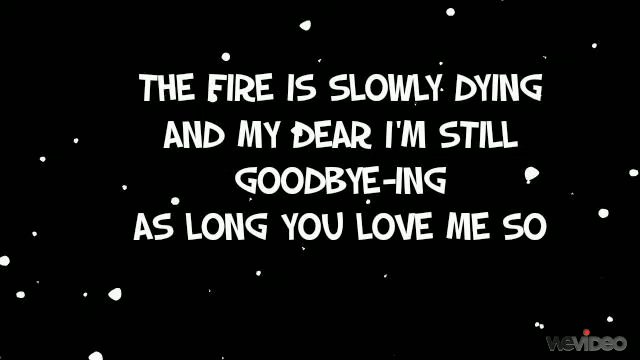 THE FIRE IS SLOWLY DYING
AND MY DEAR I'M STILL
GOODBYE-ING
AS LONG YOU LOVE ME SO
WEVIDEO